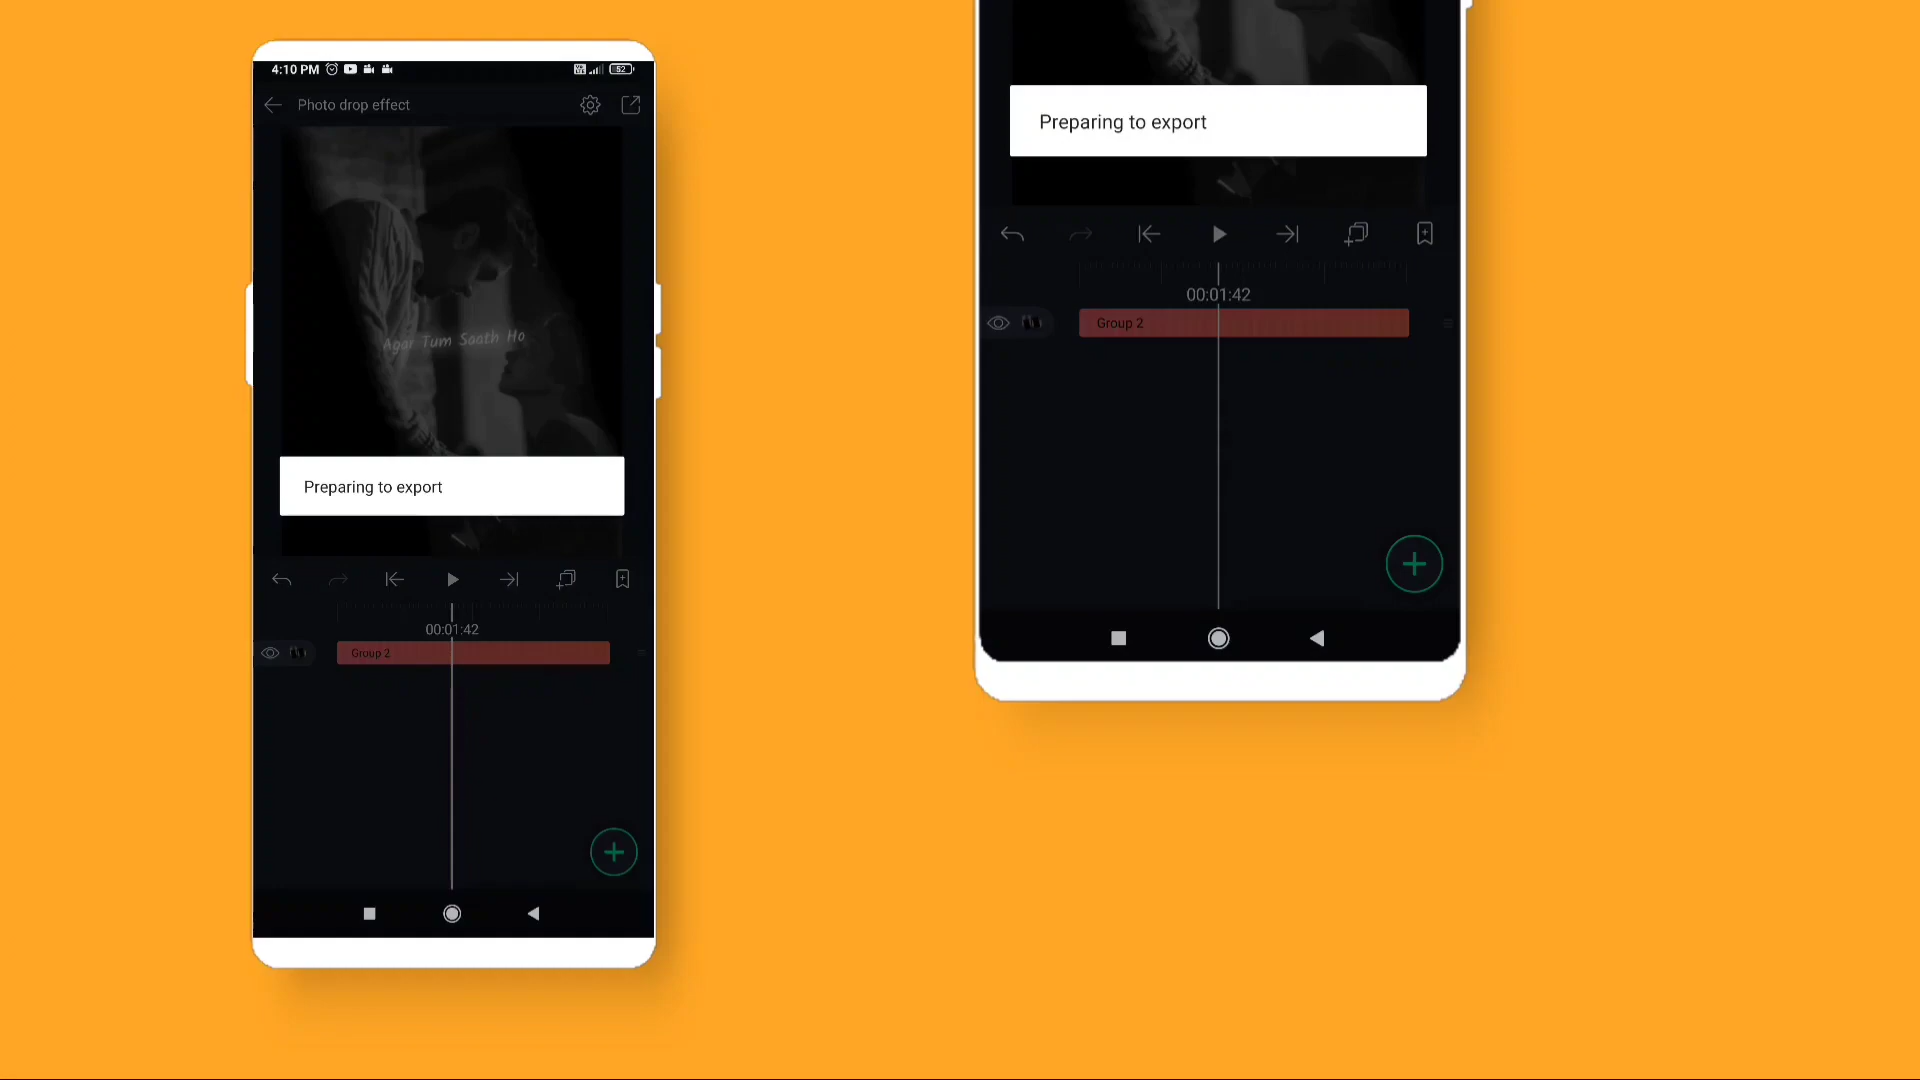 4:10 PM
52
Photo drop effect
Agar Tum Saath Ho
Preparing to export
00:01:42
Group 2
Preparing to export
00:01:42
Group 2